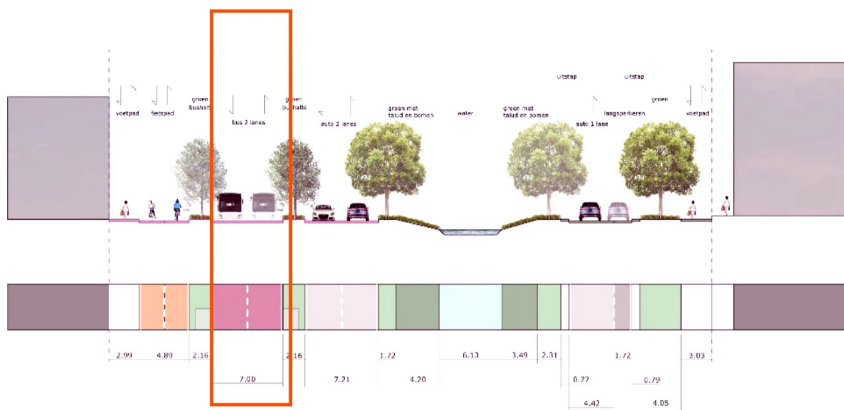 uitstap
uitstap
groen
bushalte
groen
bushalte
groen
voetpad
fietspad
groen met
talud en bomen
water
groen met
talud en bomen
langsparkeren
voetpad
bus 2 lanes
auto 2 lanes
auto 1 lane
2.99
4.89
2.16
2.16
1.72
6.13
3.49
2.31
1.72
3.03
7.00
7.21
4.20
0.77
0.79
4.42
4.05